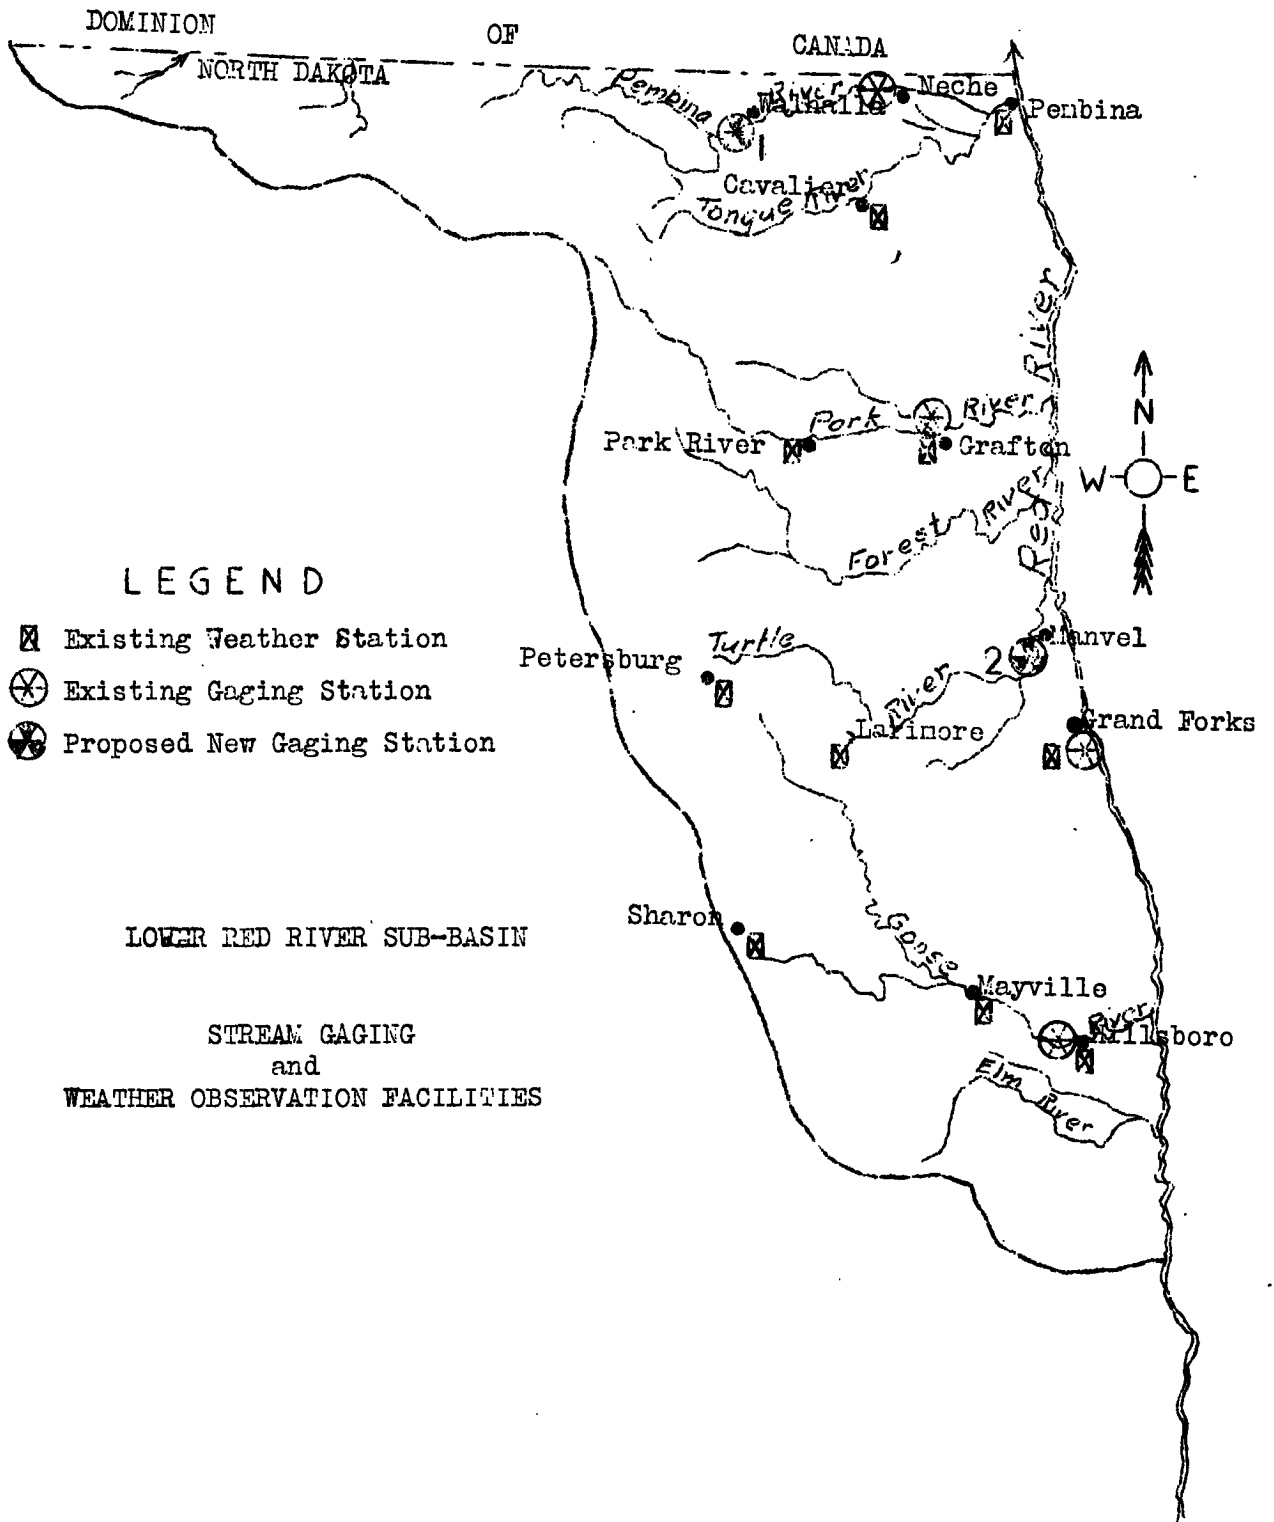 DOMINION OF CANADA
NORTH DAKOTA
Pembina River
Neche
Walhalla
Pembina
1
Cavalier
Tongue River
Red River
Park River
Park River
Grafton
N
W E
Forest River
LEGEND
Existing Weather Station
Existing Gaging Station
Proposed New Gaging Station
Turtle River
Manvel
2
Petersburg
Larimore
Grand Forks
Sharon
LOWER RED RIVER SUB-BASIN
Goose River
Mayville
Hillsboro
STREAM GAGING
and
WEATHER OBSERVATION FACILITIES
Elm River